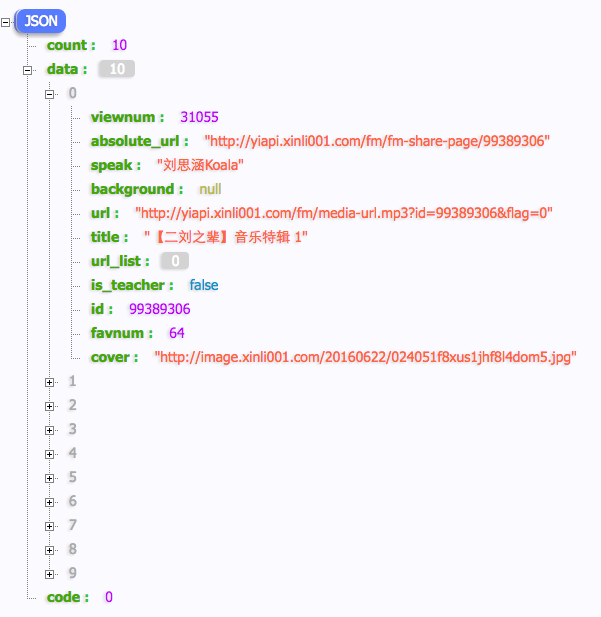 JSON
count : 10
data : 10
0
viewnum : 31055
absolute_url : "http://yiapi.xinli001.com/fm/fm-share-page/99389306"
speak : "刘思涵Koala"
background : null
url : "http://yiapi.xinli001.com/fm/media-url.mp3?id=99389306&flag=0"
title : "【二刘之辈】音乐特辑 1"
url_list : 0
is_teacher : false
id : 99389306
favnum : 64
cover : "http://image.xinli001.com/20160622/024051f8xus1jhf8l4dom5.jpg"
1
2
3
4
5
6
7
8
9
code : 0